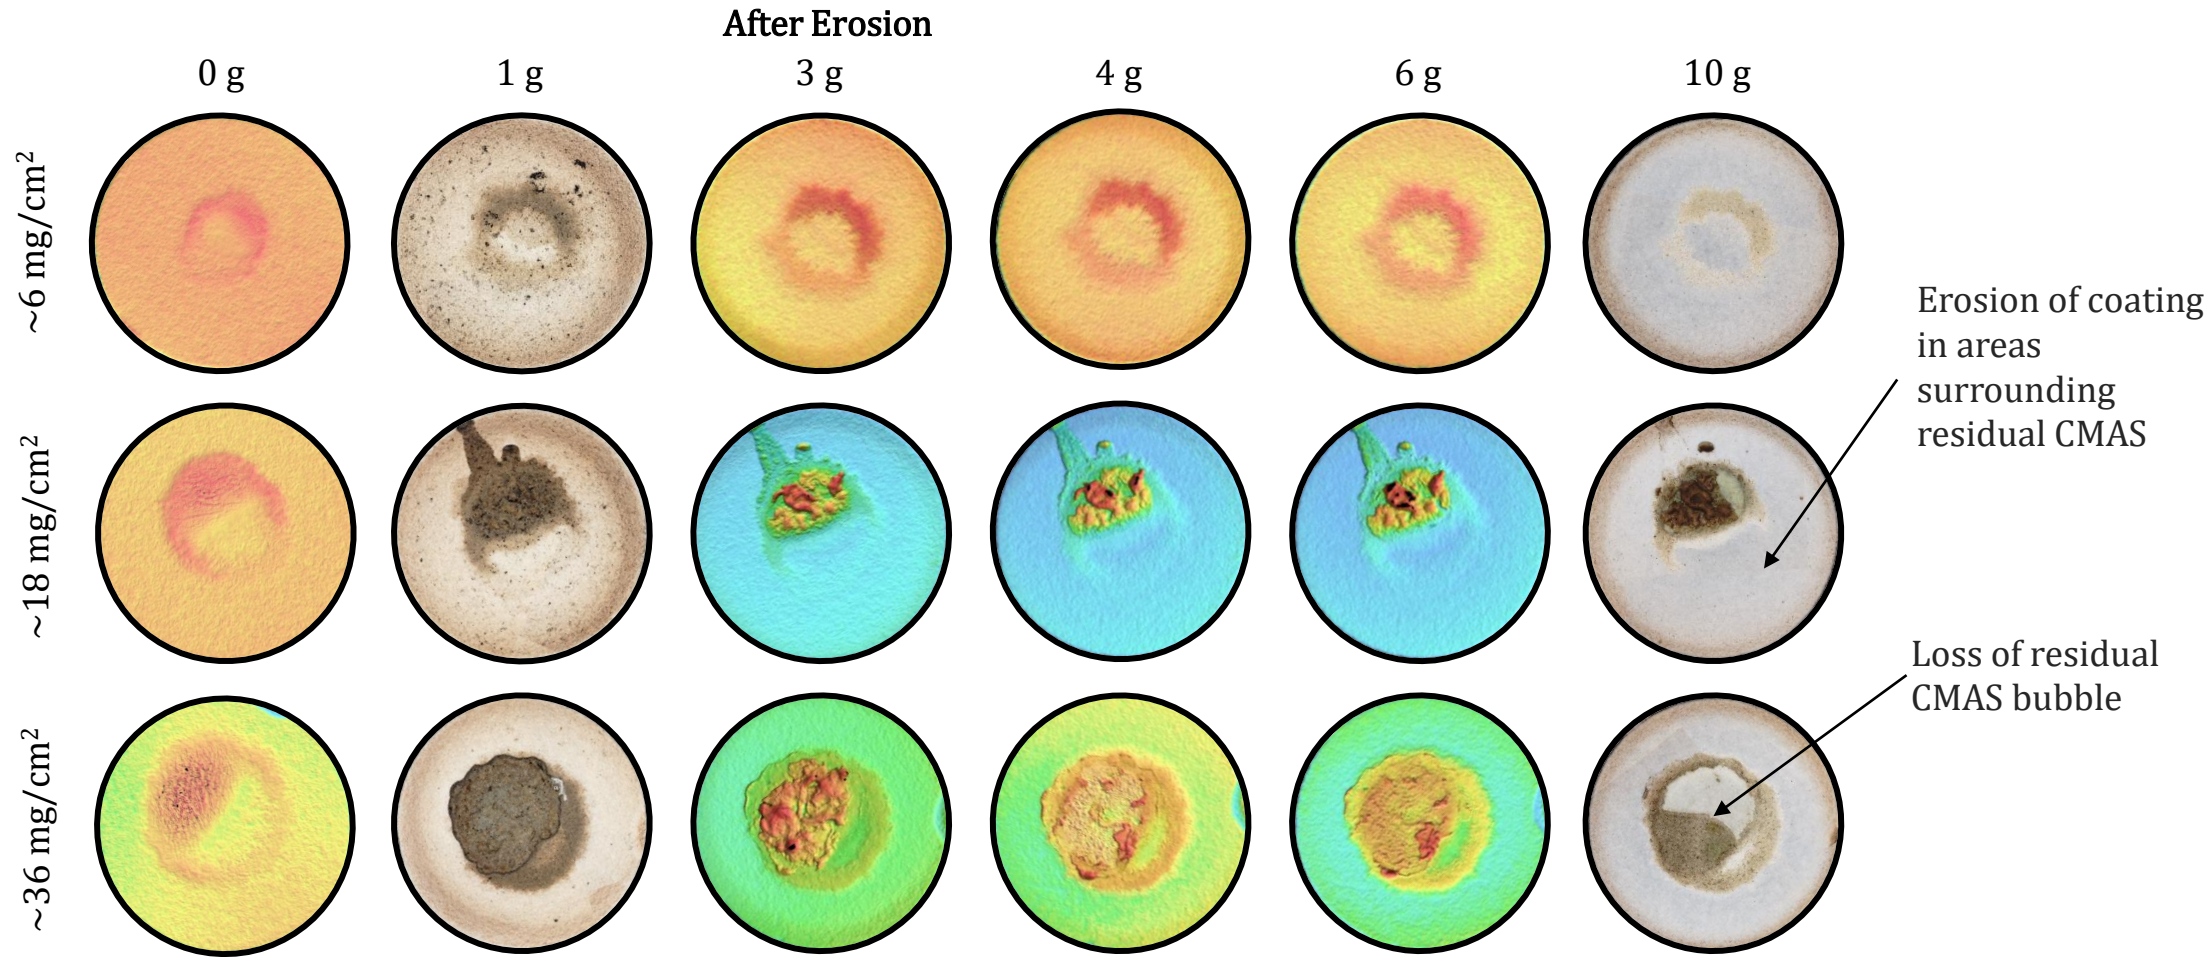 After Erosion
0 g
1 g
3 g
4 g
6 g
10 g
~6 mg/cm²
~18 mg/cm²
~36 mg/cm²
Erosion of coating
in areas
surrounding
residual CMAS
Loss of residual
CMAS bubble